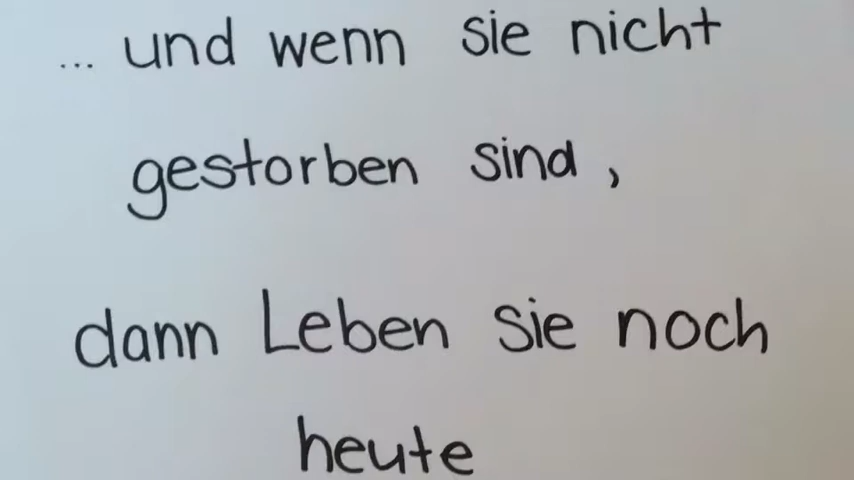 ... und wenn sie nicht
gestorben sind,
dann Leben sie noch
heute